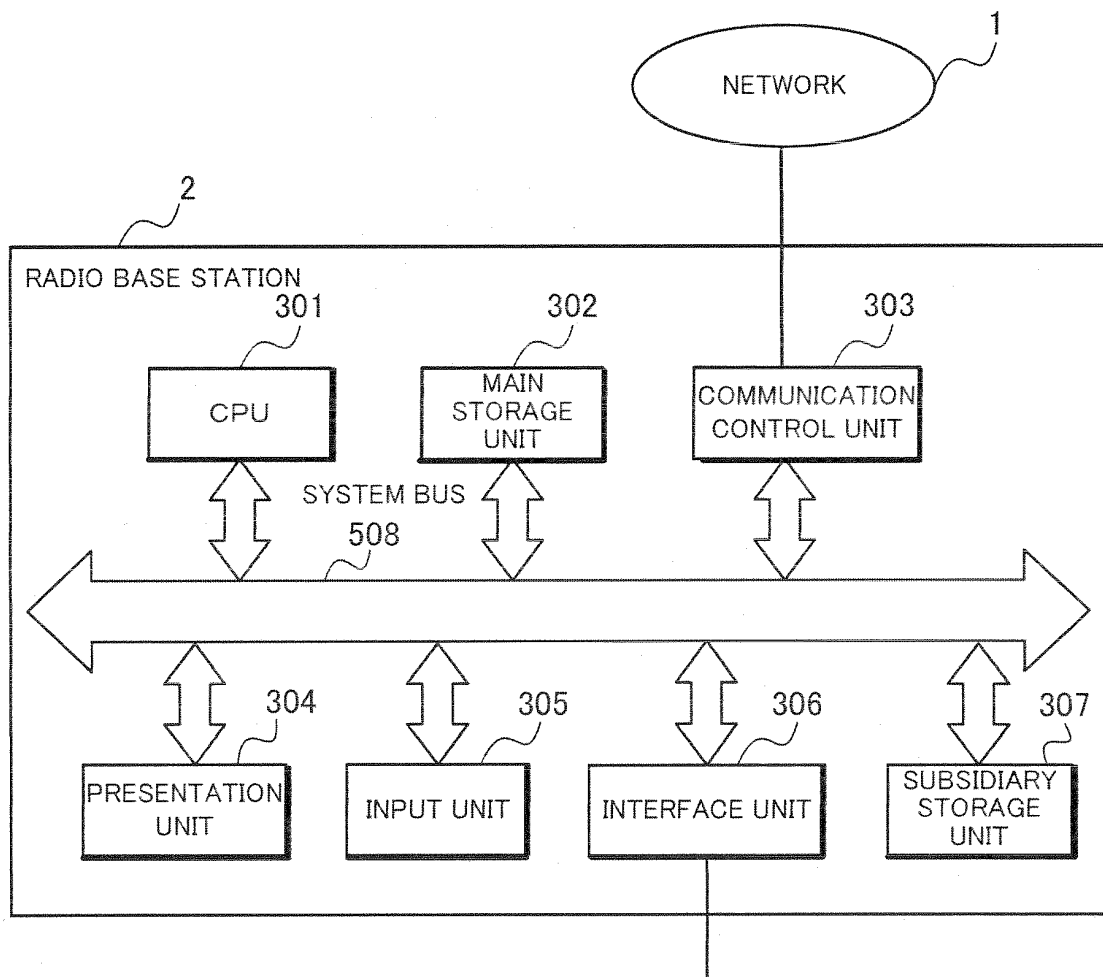 1
NETWORK
2
RADIO BASE STATION
301
302
303
CPU
MAIN
STORAGE
UNIT
COMMUNICATION
CONTROL UNIT
SYSTEM BUS
508
304
305
306
307
PRESENTATION
UNIT
INPUT UNIT
INTERFACE UNIT
SUBSIDIARY
STORAGE
UNIT